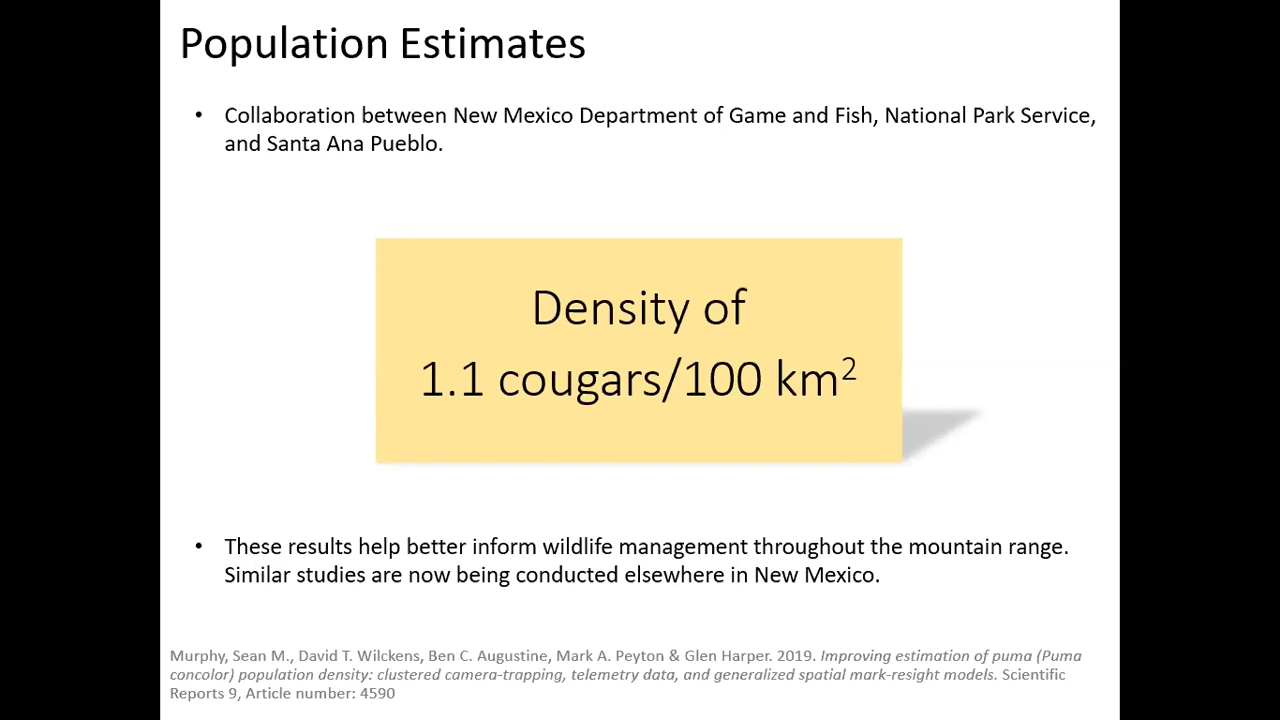 Population Estimates
• Collaboration between New Mexico Department of Game and Fish, National Park Service,
and Santa Ana Pueblo.
Density of
1.1 cougars/100 km²
• These results help better inform wildlife management throughout the mountain range.
Similar studies are now being conducted elsewhere in New Mexico.
Murphy, Sean M., David T. Wilckens, Ben C. Augustine, Mark A. Peyton & Glen Harper. 2019. Improving estimation of puma (Puma
concolor) population density: clustered camera-trapping, telemetry data, and generalized spatial mark-resight models. Scientific
Reports 9, Article number: 4590